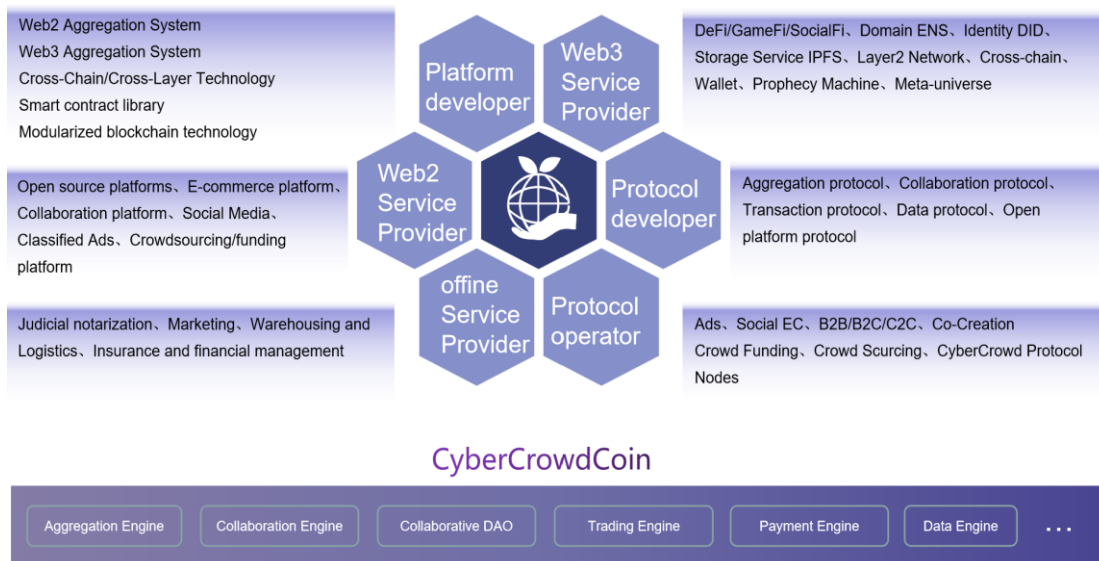 Web2 Aggregation System
Web3 Aggregation System
Cross-Chain/Cross-Layer Technology
Smart contract library
Modularized blockchain technology
Platform
developer
Web3
Service
Provider
DeFi/GameFi/SocialFi、Domain ENS、Identity DID、
Storage Service IPFS、Layer2 Network、Cross-chain、
Wallet、Prophecy Machine、Meta-universe
Open source platforms、E-commerce platform、
Collaboration platform、Social Media、
Classified Ads、Crowdsourcing/funding
platform
Web2
Service
Provider
Protocol
developer
Aggregation protocol、Collaboration protocol、
Transaction protocol、Data protocol、Open
platform protocol
Judicial notarization、Marketing、Warehousing and
Logistics、Insurance and financial management
offine
Service
Provider
Protocol
operator
Ads、Social EC、B2B/B2C/C2C、Co-Creation
Crowd Funding、Crowd Scurcing、CyberCrowd Protocol
Nodes
CyberCrowdCoin
Aggregation Engine
Collaboration Engine
Collaborative DAO
Trading Engine
Payment Engine
Data Engine
...